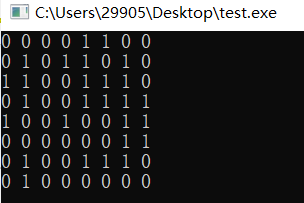 C:\Users\29905\Desktop\test.exe
0 0 0 0 1 1 0 0
0 1 0 1 1 0 1 0
1 1 0 0 1 1 1 0
0 1 0 0 1 1 1 1
1 0 0 1 0 0 1 1
0 0 0 0 0 0 1 1
0 1 0 0 1 1 1 0
0 1 0 0 0 0 0 0